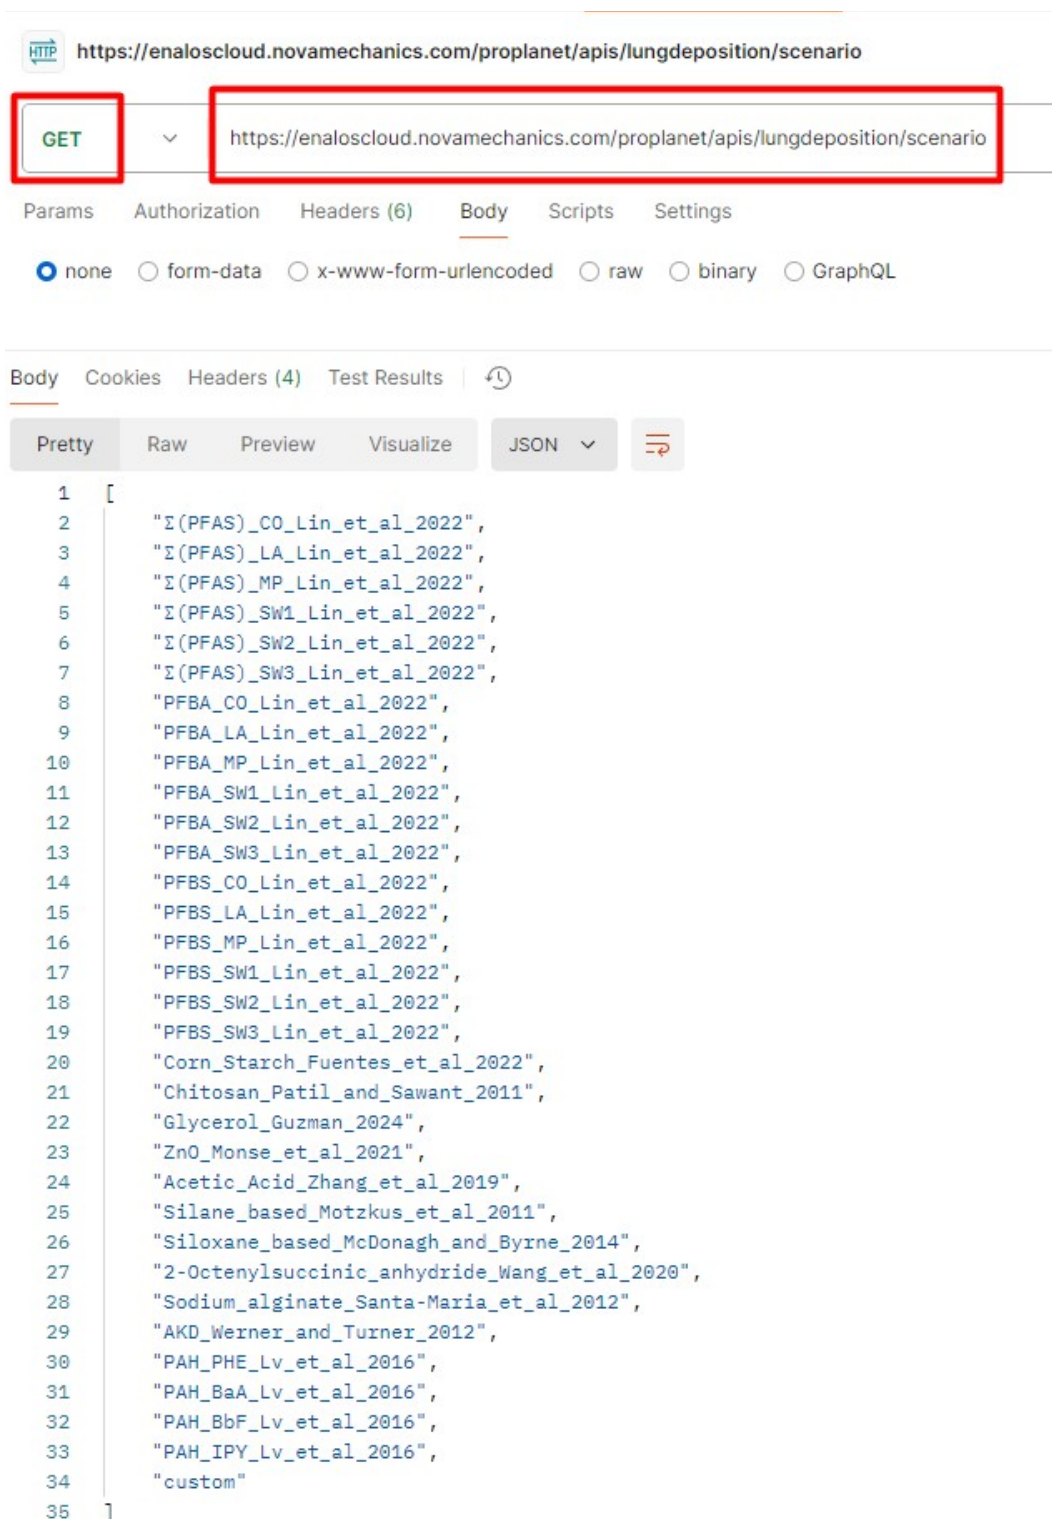 HTTP https://enaloscloud.novamechanics.com/proplanet/apis/lungdeposition/scenario
GET https://enaloscloud.novamechanics.com/proplanet/apis/lungdeposition/scenario
Params Authorization Headers (6) Body Scripts Settings
none form-data x-www-form-urlencoded raw binary GraphQL
Body Cookies Headers (4) Test Results
Pretty Raw Preview Visualize JSON
1 [
2 "Σ(PFAS)_CO_Lin_et_al_2022",
3 "Σ(PFAS)_LA_Lin_et_al_2022",
4 "Σ(PFAS)_MP_Lin_et_al_2022",
5 "Σ(PFAS)_SW1_Lin_et_al_2022",
6 "Σ(PFAS)_SW2_Lin_et_al_2022",
7 "Σ(PFAS)_SW3_Lin_et_al_2022",
8 "PFBA_CO_Lin_et_al_2022",
9 "PFBA_LA_Lin_et_al_2022",
10 "PFBA_MP_Lin_et_al_2022",
11 "PFBA_SW1_Lin_et_al_2022",
12 "PFBA_SW2_Lin_et_al_2022",
13 "PFBA_SW3_Lin_et_al_2022",
14 "PFBS_CO_Lin_et_al_2022",
15 "PFBS_LA_Lin_et_al_2022",
16 "PFBS_MP_Lin_et_al_2022",
17 "PFBS_SW1_Lin_et_al_2022",
18 "PFBS_SW2_Lin_et_al_2022",
19 "PFBS_SW3_Lin_et_al_2022",
20 "Corn_Starch_Fuentes_et_al_2022",
21 "Chitosan_Patil_and_Sawant_2011",
22 "Glycerol_Guzman_2024",
23 "ZnO_Monse_et_al_2021",
24 "Acetic_Acid_Zhang_et_al_2019",
25 "Silane_based_Motzkus_et_al_2011",
26 "Siloxane_based_McDonagh_and_Byrne_2014",
27 "2-Octenylsuccinic_anhydride_Wang_et_al_2020",
28 "Sodium_alginate_Santa-Maria_et_al_2012",
29 "AKD_Werner_and_Turner_2012",
30 "PAH_PHE_Lv_et_al_2016",
31 "PAH_BaA_Lv_et_al_2016",
32 "PAH_BbF_Lv_et_al_2016",
33 "PAH_IPY_Lv_et_al_2016",
34 "custom"
35 ]